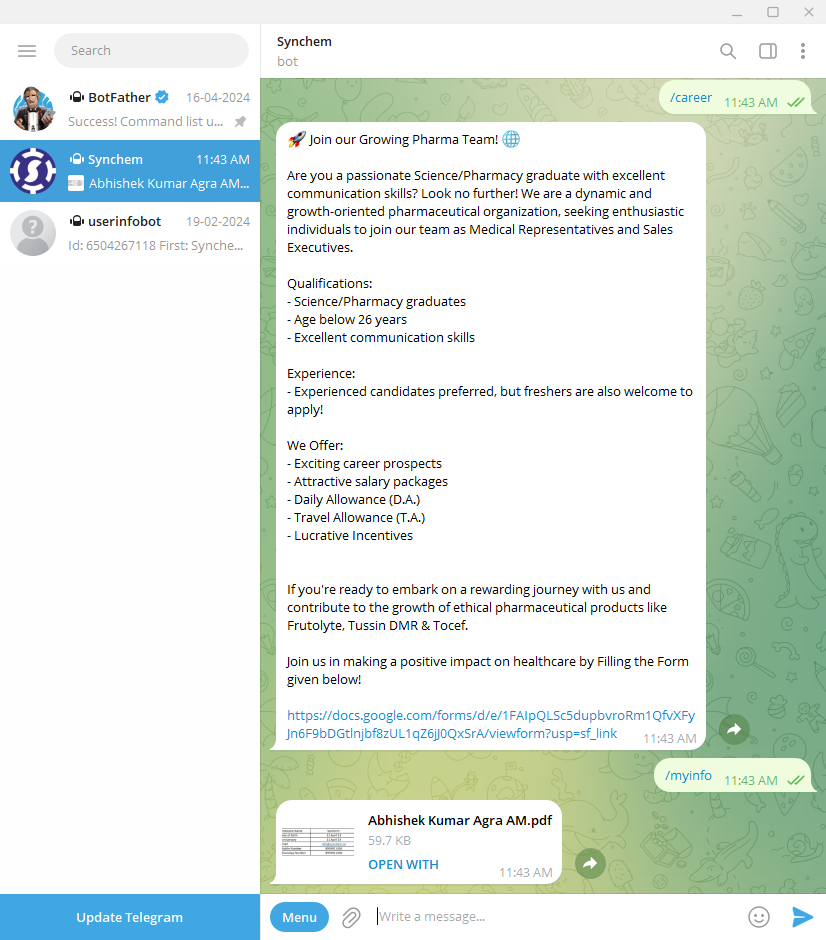 Search
BotFather 16-04-2024
Success! Command list u...
Synchem 11:43 AM
Abhishek Kumar Agra AM...
userinfobot 19-02-2024
Id: 6504267118 First: Synche...
Update Telegram
Synchem
bot
/career 11:43 AM
🚀 Join our Growing Pharma Team! 🌐
Are you a passionate Science/Pharmacy graduate with excellent
communication skills? Look no further! We are a dynamic and
growth-oriented pharmaceutical organization, seeking enthusiastic
individuals to join our team as Medical Representatives and Sales
Executives.
Qualifications:
- Science/Pharmacy graduates
- Age below 26 years
- Excellent communication skills
Experience:
- Experienced candidates preferred, but freshers are also welcome to
apply!
We Offer:
- Exciting career prospects
- Attractive salary packages
- Daily Allowance (D.A.)
- Travel Allowance (T.A.)
- Lucrative Incentives
If you're ready to embark on a rewarding journey with us and
contribute to the growth of ethical pharmaceutical products like
Frutolyte, Tussin DMR & Tocef.
Join us in making a positive impact on healthcare by Filling the Form
given below!
https://docs.google.com/forms/d/e/1FAIpQLSc5dupbvroRm1QfvXFy
Jn6F9bDGtlnjbf8zUL1qZ6jJ0QxSrA/viewform?usp=sf_link 11:43 AM
/myinfo 11:43 AM
Abhishek Kumar Agra AM.pdf
59.7 KB
OPEN WITH
11:43 AM
Menu
Write a message...